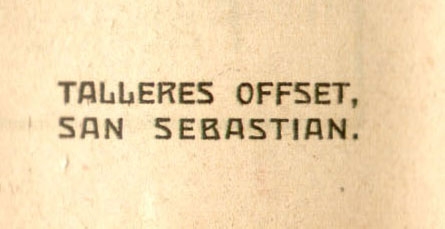 TALLERES OFFSET,
SAN SEBASTIAN.